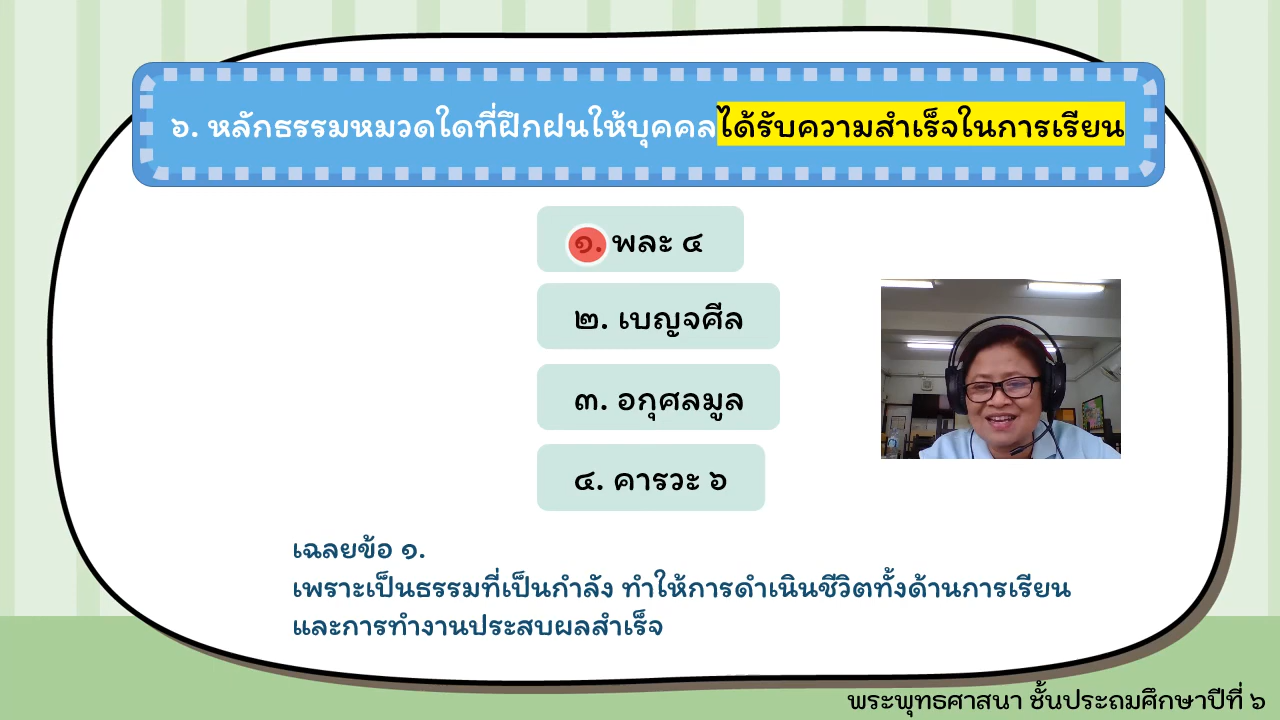 ๖. หลักธรรมหมวดใดที่ฝึกฝนให้บุคคลได้รับความสำเร็จในการเรียน
๑. พละ ๔
๒. เบญจศีล
๓. อกุศลมูล
๔. คารวะ ๖
เฉลยข้อ ๑.
เพราะเป็นธรรมที่เป็นกำลัง ทำให้การดำเนินชีวิตทั้งด้านการเรียน
และการทำงานประสบผลสำเร็จ
พระพุทธศาสนา ชั้นประถมศึกษาปีที่ ๖